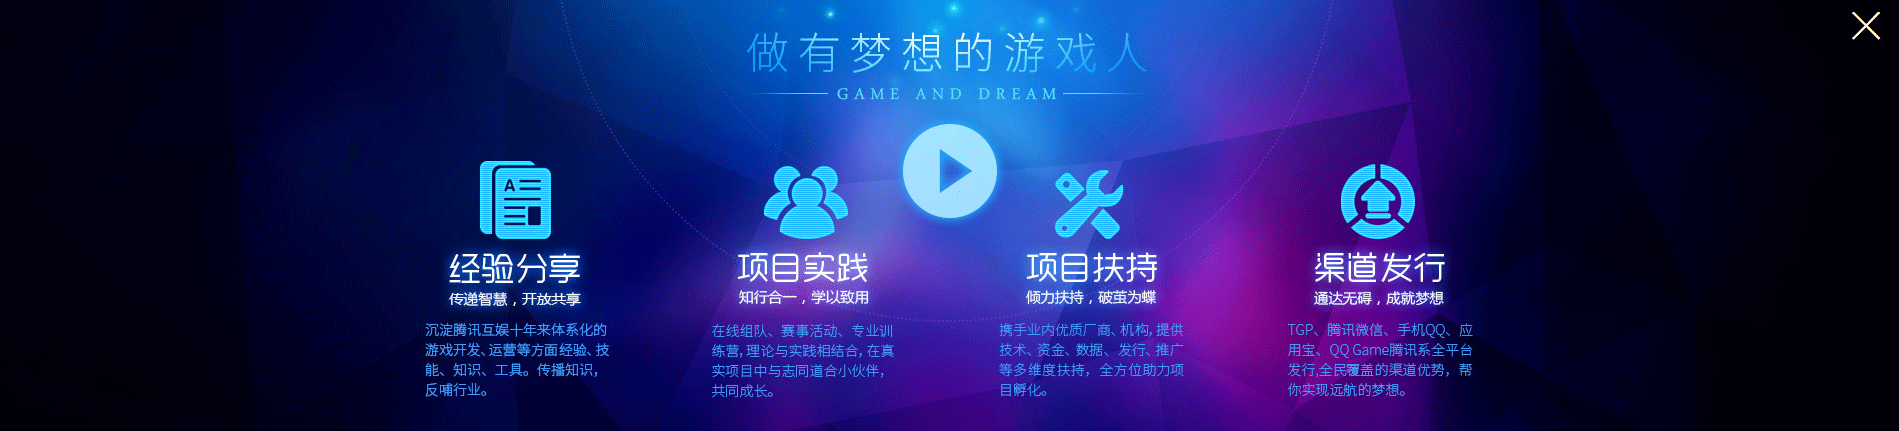 做有梦想的游戏人
GAME AND DREAM
A
经验分享
传递智慧，开放共享
沉淀腾讯互娱十年来体系化的
游戏开发、运营等方面经验、技
能、知识、工具。传播知识，
反哺行业。
项目实践
知行合一，学以致用
在线组队、赛事活动、专业训
练营，理论与实践相结合，在真
实项目中与志同道合小伙伴，
共同成长。
项目扶持
倾力扶持，破茧为蝶
携手业内优质厂商、机构，提供
技术、资金、数据、发行、推广
等多维度扶持，全方位助力项
目孵化。
渠道发行
通达无碍，成就梦想
TGP、腾讯微信、手机QQ、应
用宝、QQ Game腾讯系全平台
发行,全民覆盖的渠道优势，帮
你实现远航的梦想。